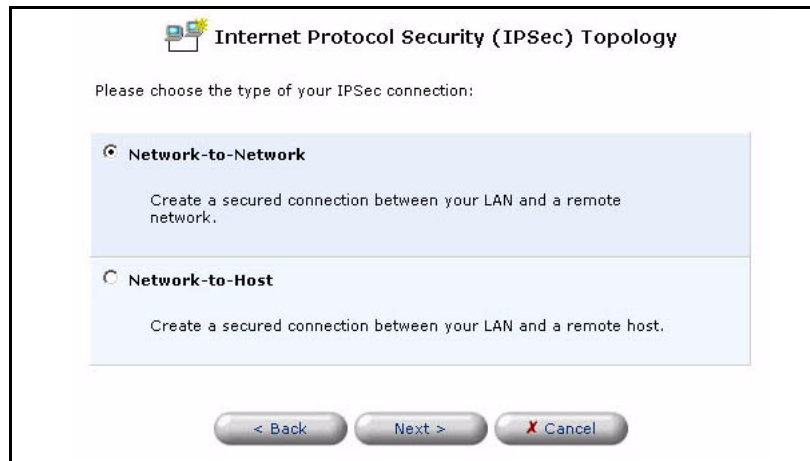 Internet Protocol Security (IPSec) Topology
Please choose the type of your IPSec connection:
Network-to-Network
Create a secured connection between your LAN and a remote
network.
Network-to-Host
Create a secured connection between your LAN and a remote host.
< Back
Next >
✗ Cancel